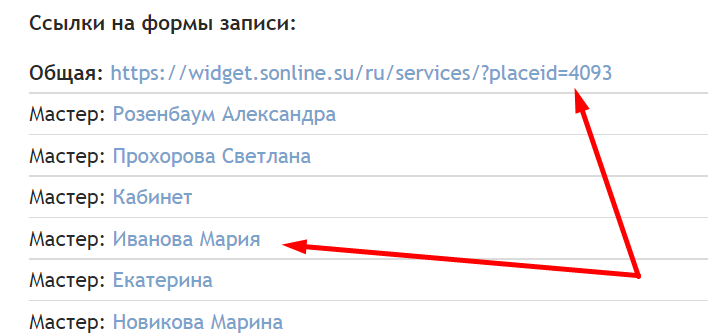 Ссылки на формы записи:
Общая: https://widget.sonline.su/ru/services/?placeid=4093
Мастер: Розенбаум Александра
Мастер: Прохорова Светлана
Мастер: Кабинет
Мастер: Иванова Мария
Мастер: Екатерина
Мастер: Новикова Марина